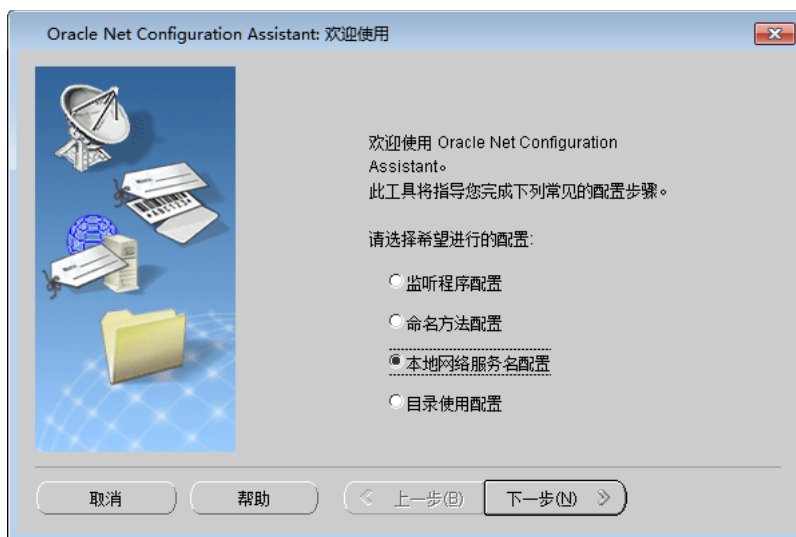 Oracle Net Configuration Assistant: 欢迎使用
欢迎使用 Oracle Net Configuration
Assistant。
此工具将指导您完成下列常见的配置步骤。
请选择希望进行的配置:
监听程序配置
命名方法配置
本地网络服务名配置
目录使用配置
取消
帮助
上一步(B)
下一步(N)